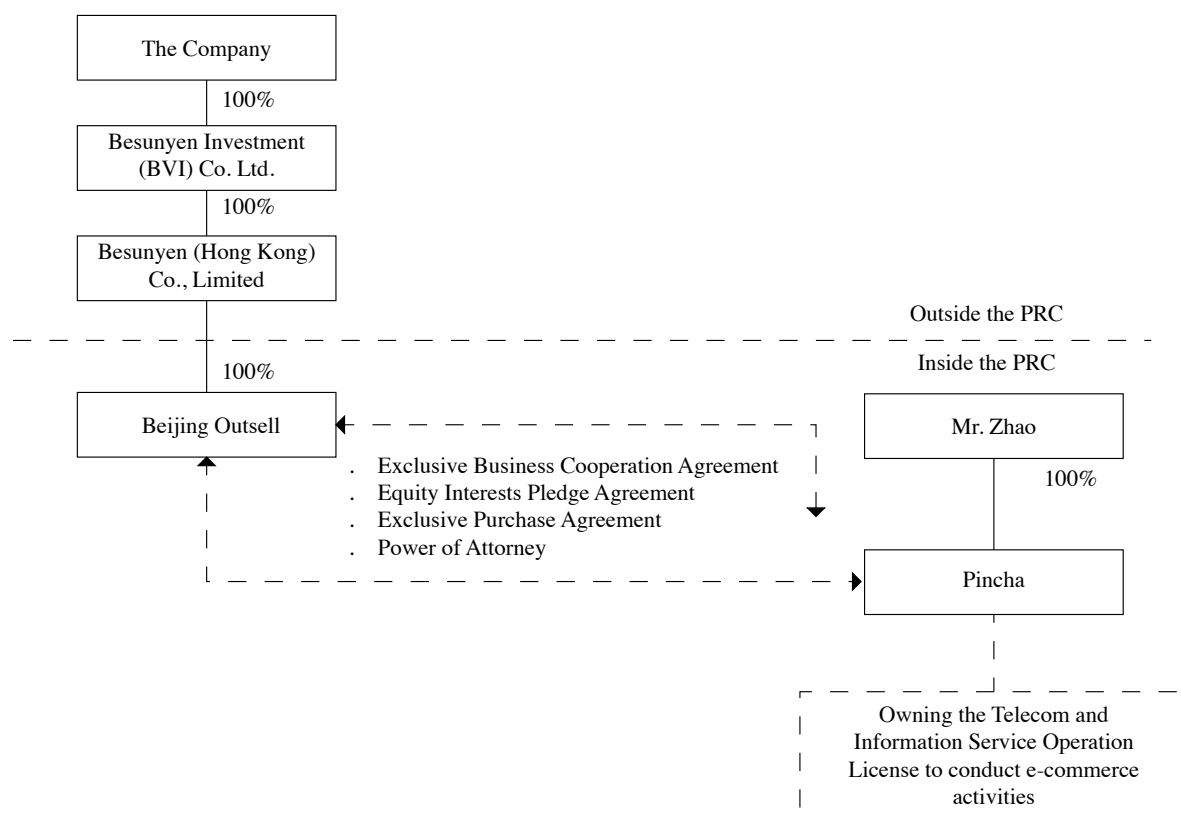 The Company
100%
Besunyen Investment
(BVI) Co. Ltd.
100%
Besunyen (Hong Kong)
Co., Limited
Outside the PRC
Inside the PRC
100%
Beijing Outsell
Mr. Zhao
. Exclusive Business Cooperation Agreement
. Equity Interests Pledge Agreement
. Exclusive Purchase Agreement
. Power of Attorney
100%
Pincha
Owning the Telecom and
Information Service Operation
License to conduct e-commerce
activities